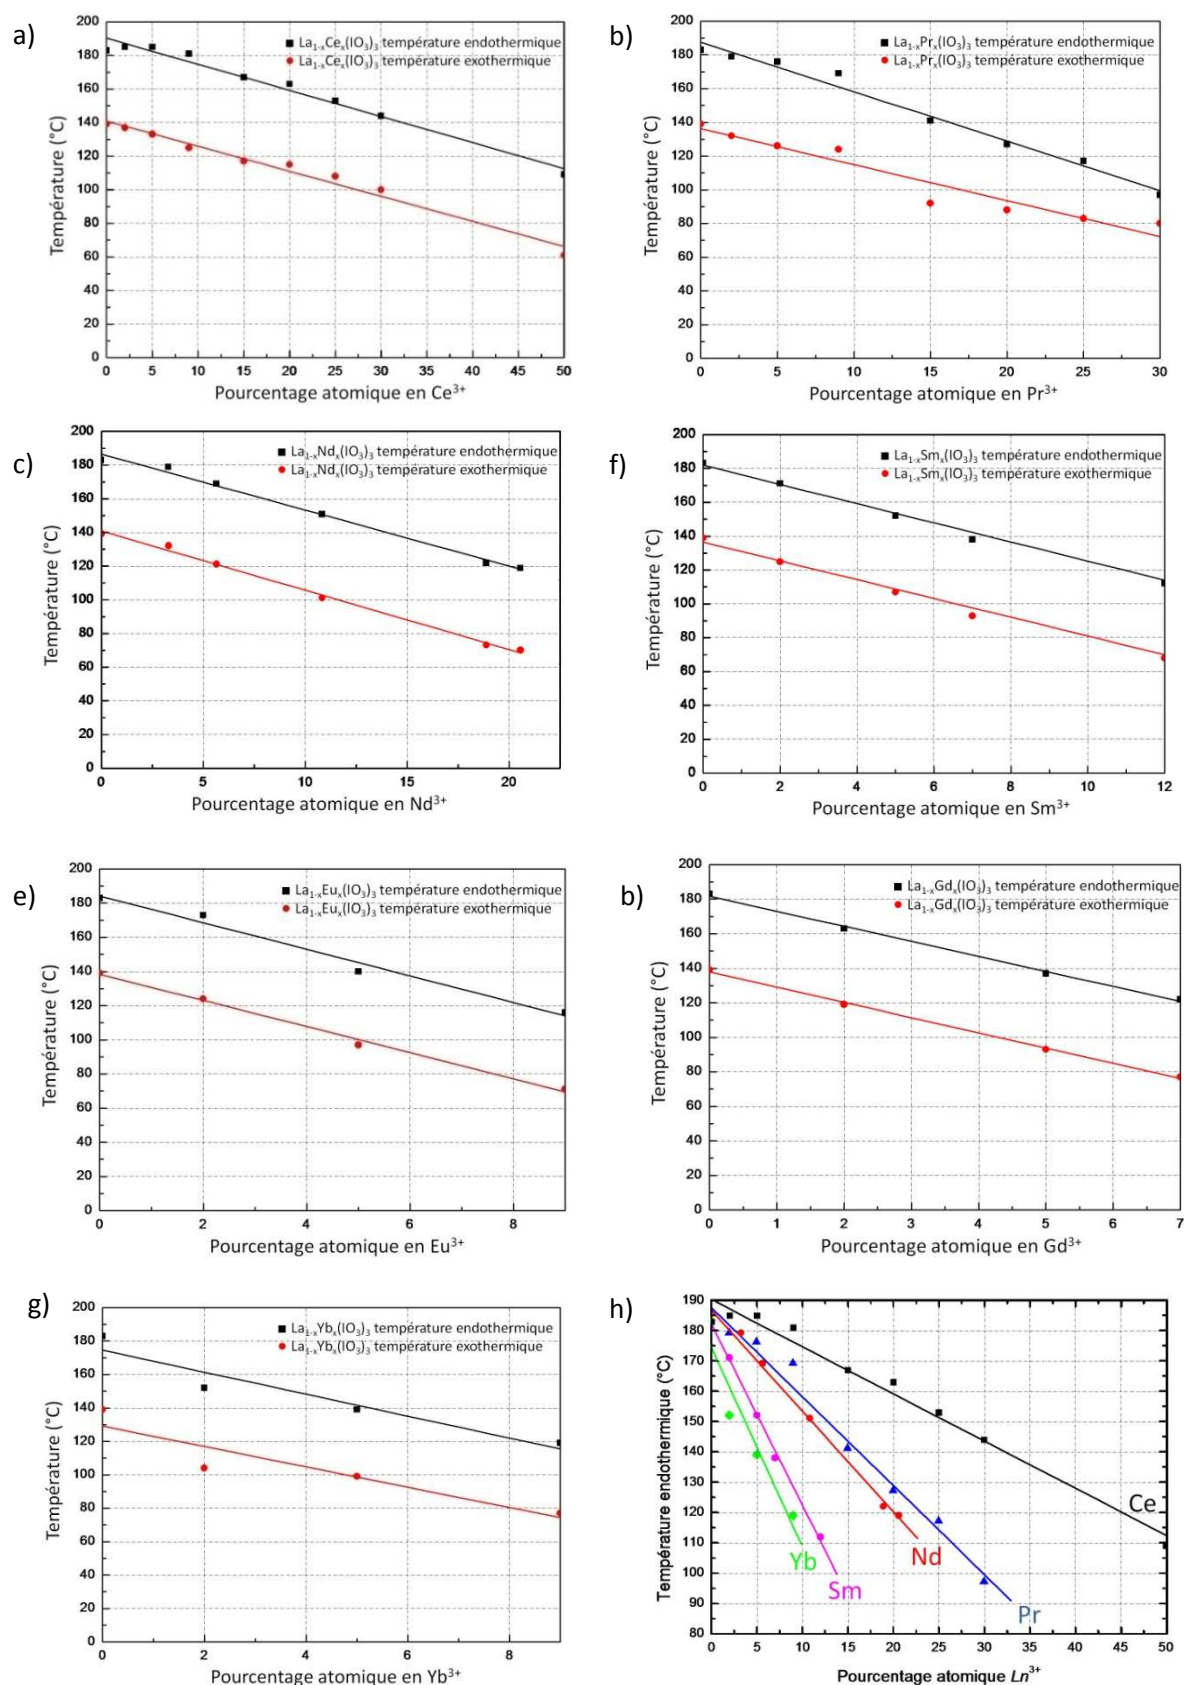 a)
La₁₋ₓCeₓ(IO₃)₃ température endothermique
La₁₋ₓCeₓ(IO₃)₃ température exothermique
Température (°C)
200
180
160
140
120
100
80
60
40
20
0
0 5 10 15 20 25 30 35 40 45 50
Pourcentage atomique en Ce³⁺
b)
La₁₋ₓPrₓ(IO₃)₃ température endothermique
La₁₋ₓPrₓ(IO₃)₃ température exothermique
Température (°C)
200
180
160
140
120
100
80
60
40
20
0
0 5 10 15 20 25 30
Pourcentage atomique en Pr³⁺
c)
La₁₋ₓNdₓ(IO₃)₃ température endothermique
La₁₋ₓNdₓ(IO₃)₃ température exothermique
Température (°C)
200
180
160
140
120
100
80
60
40
20
0
0 5 10 15 20
Pourcentage atomique en Nd³⁺
f)
La₁₋ₓSmₓ(IO₃)₃ température endothermique
La₁₋ₓSmₓ(IO₃)₃ température exothermique
Température (°C)
200
180
160
140
120
100
80
60
40
20
0
0 2 4 6 8 10 12
Pourcentage atomique en Sm³⁺
e)
La₁₋ₓEuₓ(IO₃)₃ température endothermique
La₁₋ₓEuₓ(IO₃)₃ température exothermique
Température (°C)
200
180
160
140
120
100
80
60
40
20
0
0 2 4 6 8
Pourcentage atomique en Eu³⁺
b)
La₁₋ₓGdₓ(IO₃)₃ température endothermique
La₁₋ₓGdₓ(IO₃)₃ température exothermique
Température (°C)
200
180
160
140
120
100
80
60
40
20
0
0 1 2 3 4 5 6 7
Pourcentage atomique en Gd³⁺
g)
La₁₋ₓYbₓ(IO₃)₃ température endothermique
La₁₋ₓYbₓ(IO₃)₃ température exothermique
Température (°C)
200
180
160
140
120
100
80
60
40
20
0
0 2 4 6 8
Pourcentage atomique en Yb³⁺
h)
Température endothermique (°C)
190
180
170
160
150
140
130
120
110
100
90
80
Ce
Nd
Yb
Sm
Pr
0 5 10 15 20 25 30 35 40 45 50
Pourcentage atomique Ln³⁺